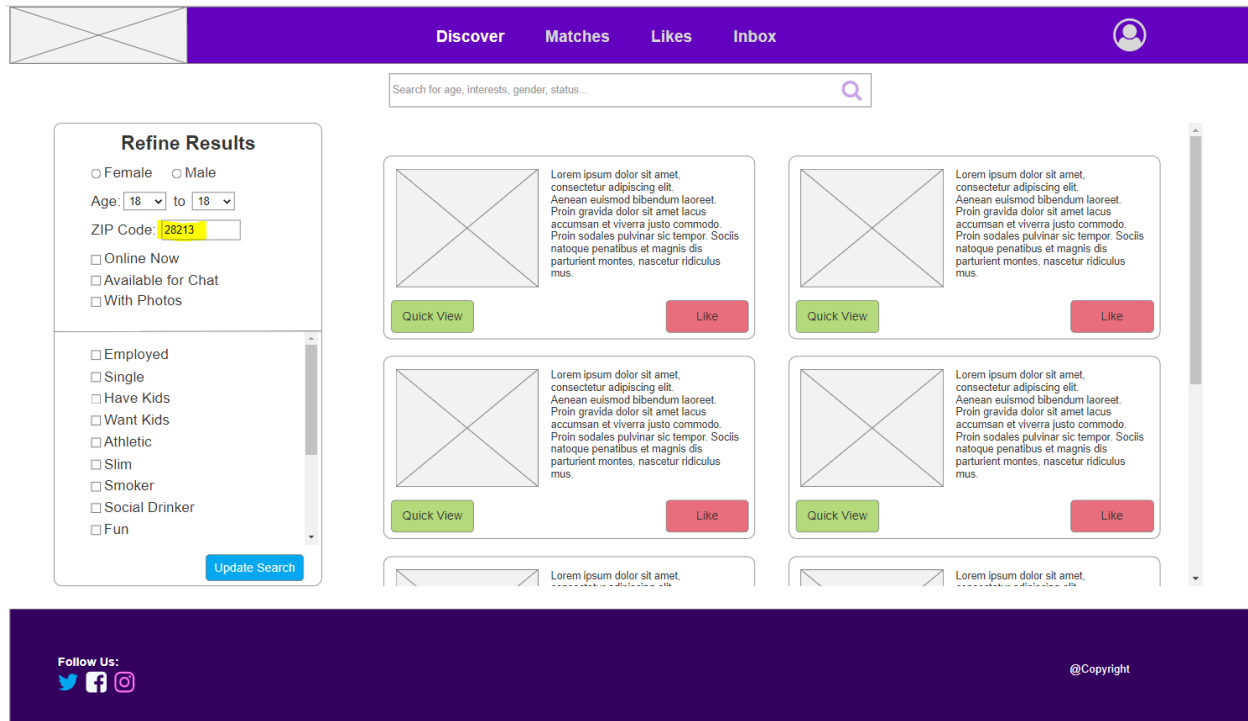 Discover Matches Likes Inbox
Search for age, interests, gender, status...
Refine Results
Female Male
Age: 18 to 18
ZIP Code: 28213
Online Now
Available for Chat
With Photos
Employed
Single
Have Kids
Want Kids
Athletic
Slim
Smoker
Social Drinker
Fun
Update Search
Lorem ipsum dolor sit amet,
consectetur adipiscing elit.
Aenean euismod bibendum laoreet.
Proin gravida dolor sit amet lacus
accumsan et viverra justo commodo.
Proin sodales pulvinar sic tempor. Sociis
natoque penatibus et magnis dis
parturient montes, nascetur ridiculus
mus.
Quick View Like
Lorem ipsum dolor sit amet,
consectetur adipiscing elit.
Aenean euismod bibendum laoreet.
Proin gravida dolor sit amet lacus
accumsan et viverra justo commodo.
Proin sodales pulvinar sic tempor. Sociis
natoque penatibus et magnis dis
parturient montes, nascetur ridiculus
mus.
Quick View Like
Lorem ipsum dolor sit amet,
consectetur adipiscing elit.
Aenean euismod bibendum laoreet.
Proin gravida dolor sit amet lacus
accumsan et viverra justo commodo.
Proin sodales pulvinar sic tempor. Sociis
natoque penatibus et magnis dis
parturient montes, nascetur ridiculus
mus.
Quick View Like
Lorem ipsum dolor sit amet,
consectetur adipiscing elit.
Aenean euismod bibendum laoreet.
Proin gravida dolor sit amet lacus
accumsan et viverra justo commodo.
Proin sodales pulvinar sic tempor. Sociis
natoque penatibus et magnis dis
parturient montes, nascetur ridiculus
mus.
Quick View Like
Lorem ipsum dolor sit amet,
Lorem ipsum dolor sit amet,
Follow Us:
@Copyright